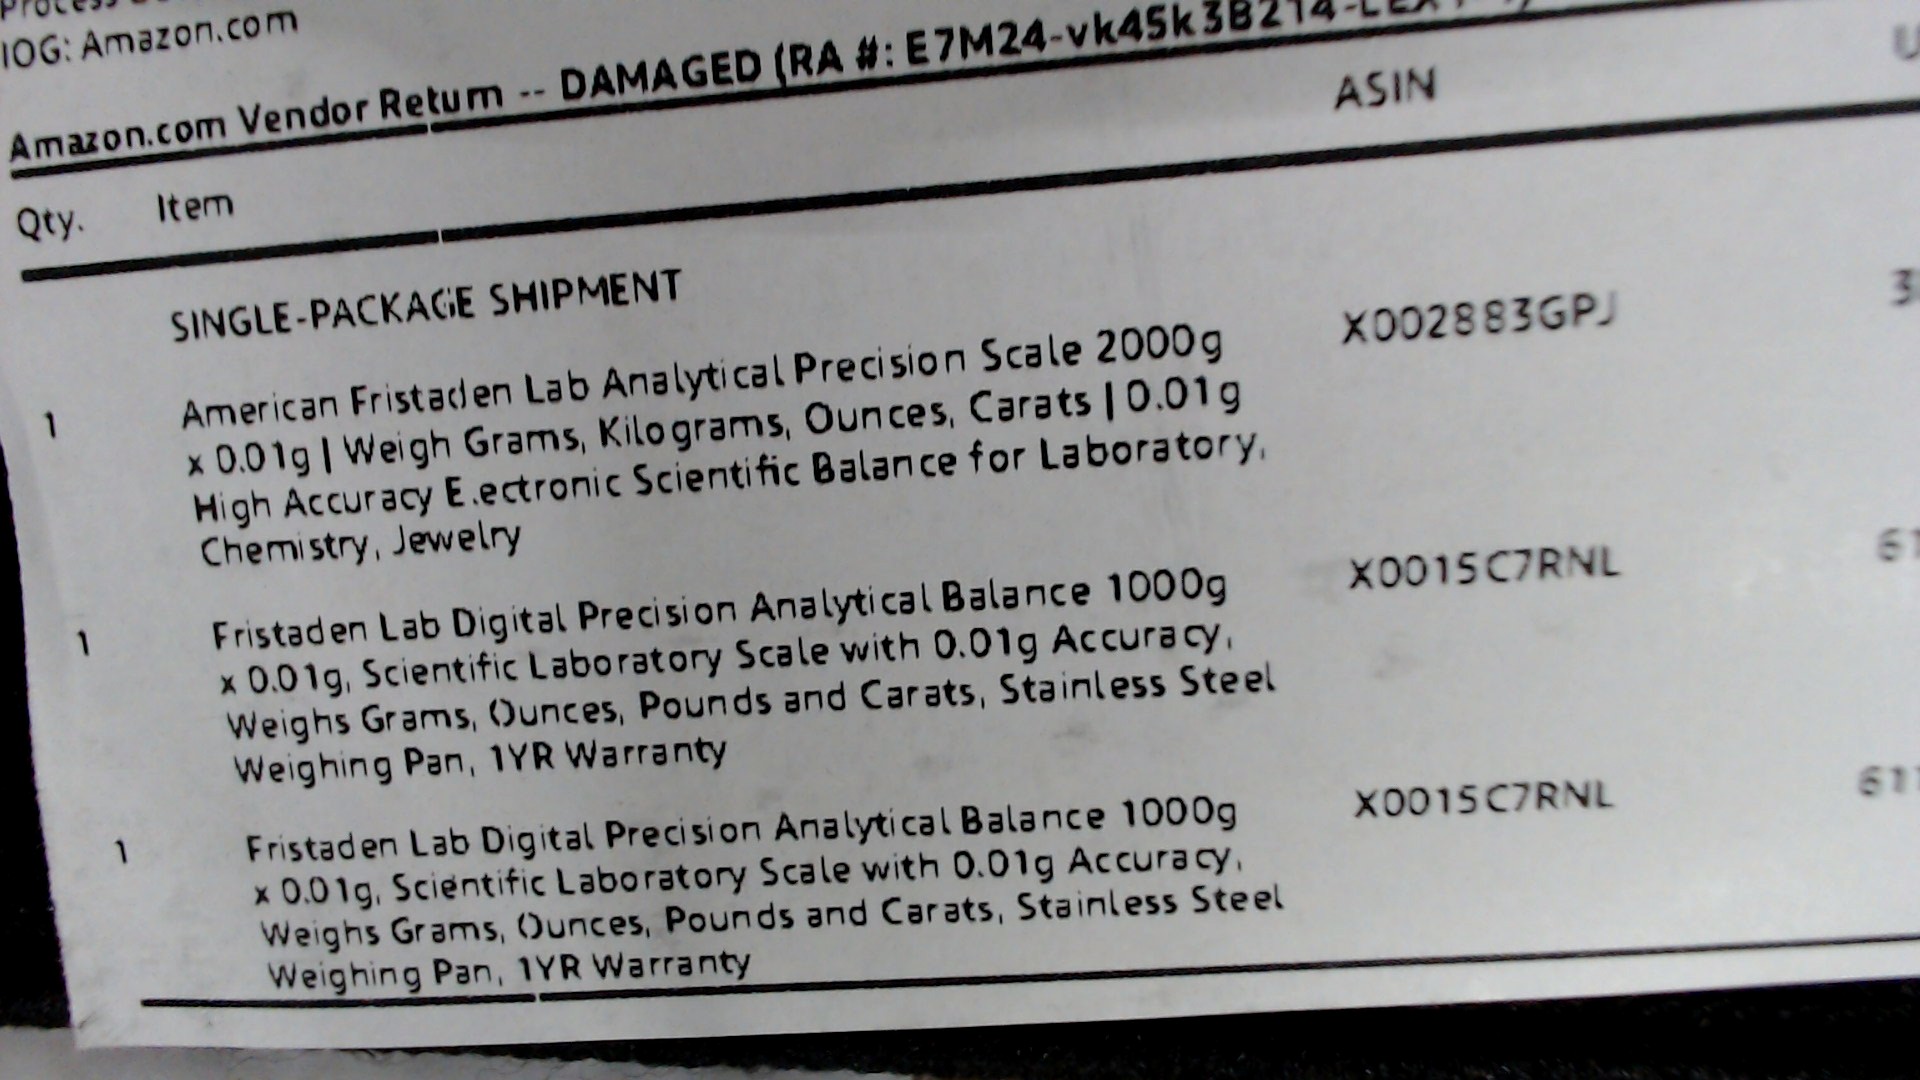 IOG: Amazon.com
Amazon.com Vendor Return -- DAMAGED (RA #:
Qty. Item ASIN
SINGLE-PACKAGE SHIPMENT
1 American Fristaden Lab Analytical Precision Scale 2000g X002883GPJ
x 0.01g | Weigh Grams, Kilograms, Ounces, Carats | 0.01g
High Accuracy E.ectronic Scientific Balance for Laboratory,
Chemistry, Jewelry
1 Fristaden Lab Digital Precision Analytical Balance 1000g X0015C7RNL
x 0.01g, Scientific Laboratory Scale with 0.01g Accuracy,
Weighs Grams, Ounces, Pounds and Carats, Stainless Steel
Weighing Pan, 1YR Warranty
1 Fristaden Lab Digital Precision Analytical Balance 1000g X0015C7RNL
x 0.01g, Scientific Laboratory Scale with 0.01g Accuracy,
Weighs Grams, Ounces, Pounds and Carats, Stainless Steel
Weighing Pan, 1YR Warranty